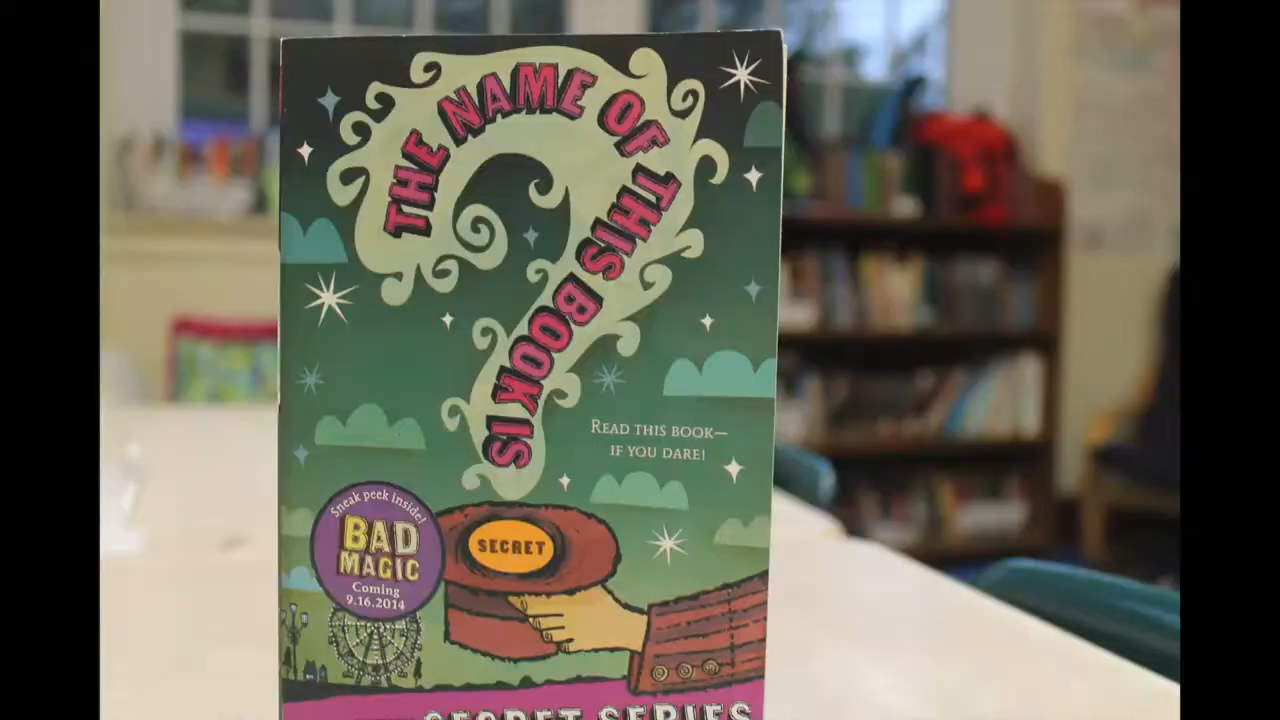 THE NAME OF THIS BOOK IS
READ THIS BOOK—
IF YOU DARE!
SECRET
Sneak peek inside!
BAD
MAGIC
Coming
9.16.2014
SECRET SERIES